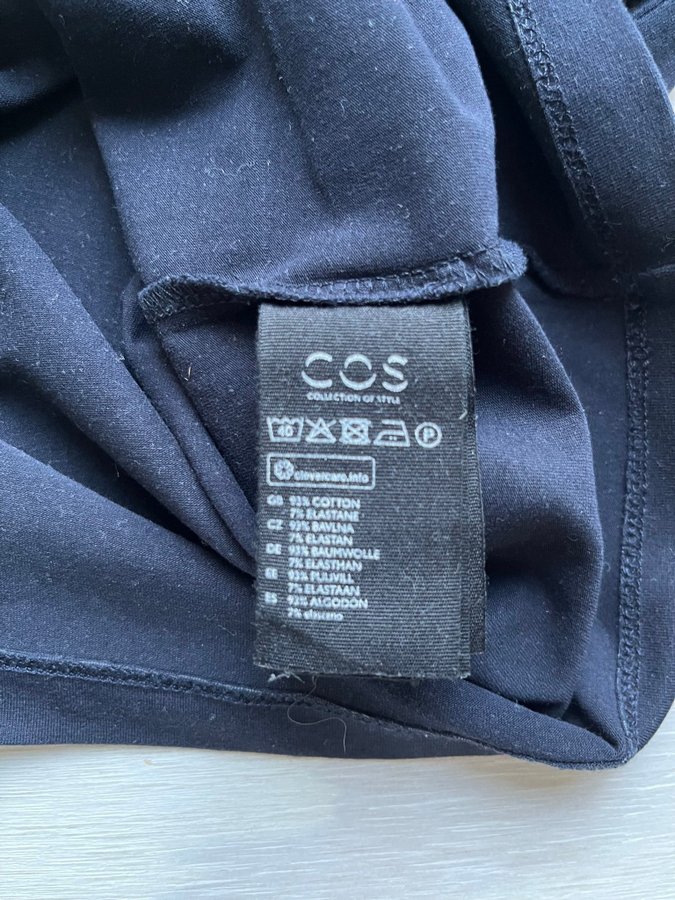 COS
COLLECTION OF STYLE
40 P
clevercare.info
GB 93% COTTON
7% ELASTANE
CZ 93% BAVLNA
7% ELASTAN
DE 93% BAUMWOLLE
7% ELASTHAN
EE 93% PUUVILL
7% ELASTAAN
ES 93% ALGODÓN
7% elastano